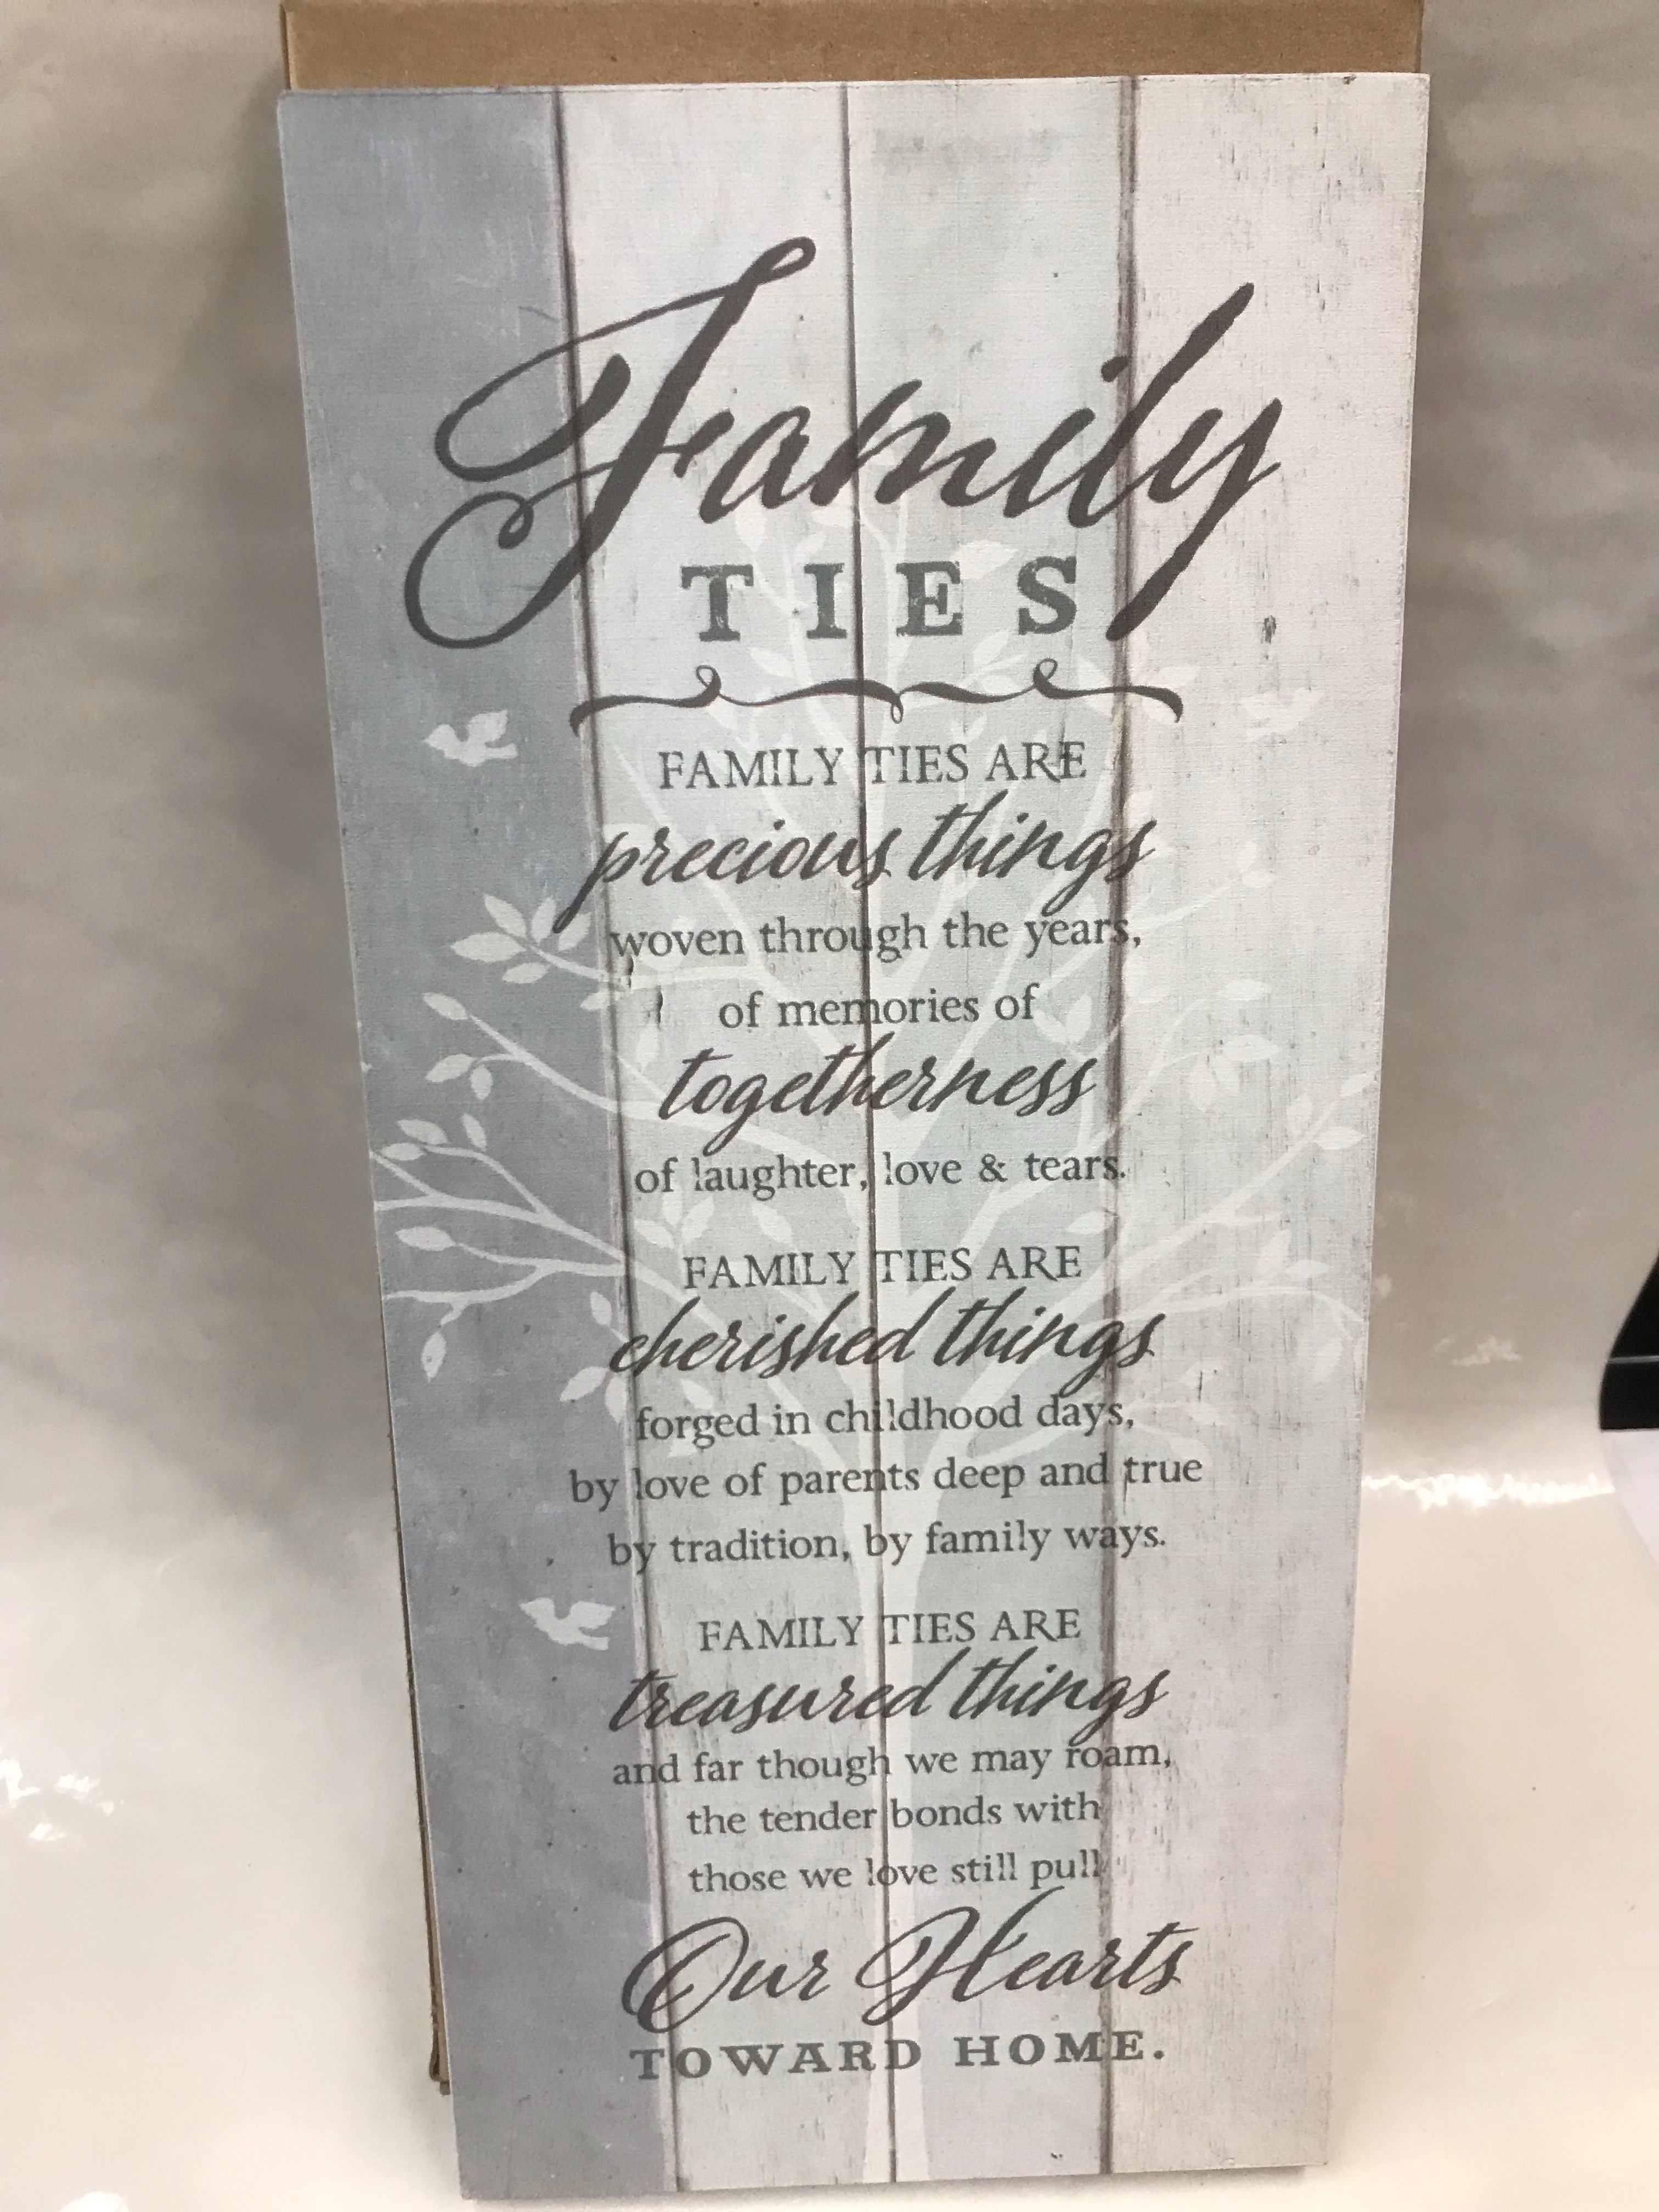 Family
TIES
FAMILY TIES ARE
precious things
woven through the years,
of memories of
togetherness
of laughter, love & tears.
FAMILY TIES ARE
cherished things
forged in childhood days,
by love of parents deep and true
by tradition, by family ways.
FAMILY TIES ARE
treasured things
and far though we may roam,
the tender bonds with
those we love still pull
Our Hearts
TOWARD HOME.